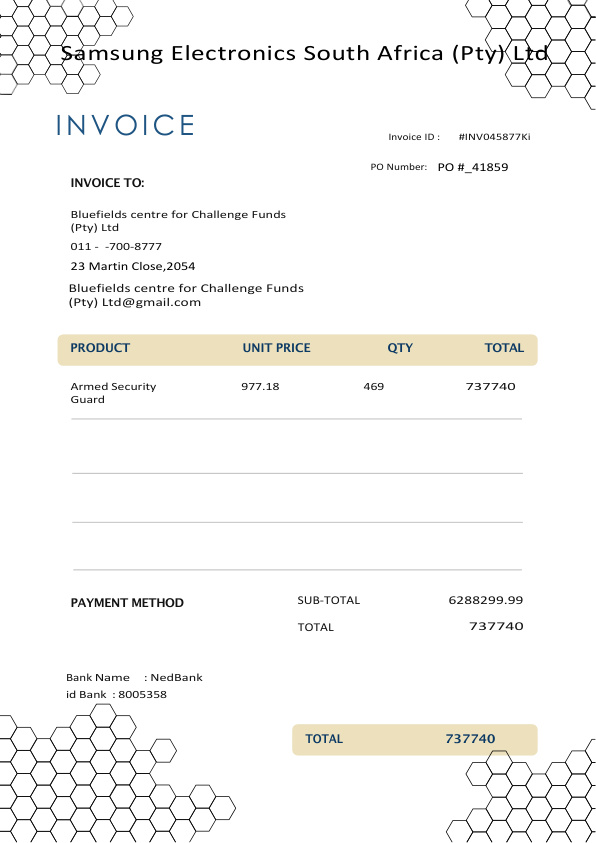 Samsung Electronics South Africa (Pty) Ltd
INVOICE
Invoice ID : #INV045877Ki
PO Number: PO #_41859
INVOICE TO:
Bluefields centre for Challenge Funds
(Pty) Ltd
011 - -700-8777
23 Martin Close,2054
Bluefields centre for Challenge Funds
(Pty) Ltd@gmail.com
PRODUCT UNIT PRICE QTY TOTAL
Armed Security 977.18 469 737740
Guard
PAYMENT METHOD SUB-TOTAL 6288299.99
TOTAL 737740
Bank Name : NedBank
id Bank : 8005358
TOTAL 737740